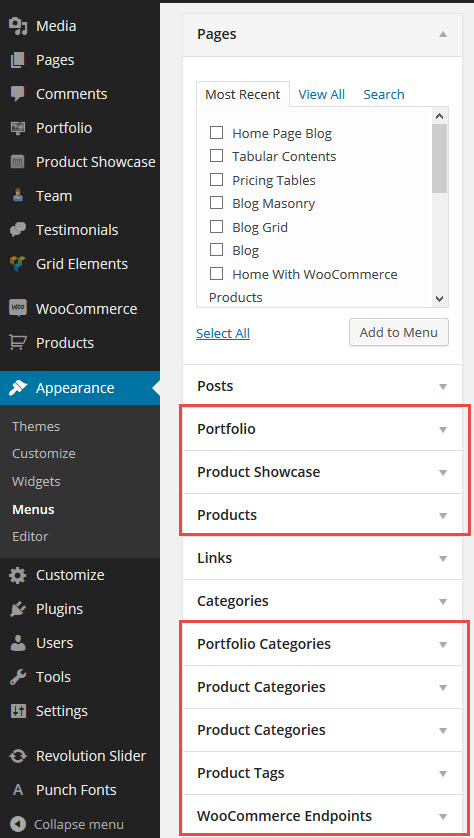 Media
Pages
Comments
Portfolio
Product Showcase
Team
Testimonials
Grid Elements
WOO WooCommerce
Products
Appearance
Themes
Customize
Widgets
Menus
Editor
Customize
Plugins
Users
Tools
Settings
Revolution Slider
A Punch Fonts
Collapse menu
Pages
Most Recent View All Search
Home Page Blog
Tabular Contents
Pricing Tables
Blog Masonry
Blog Grid
Blog
Home With WooCommerce
Products
Select All Add to Menu
Posts
Portfolio
Product Showcase
Products
Links
Categories
Portfolio Categories
Product Categories
Product Categories
Product Tags
WooCommerce Endpoints